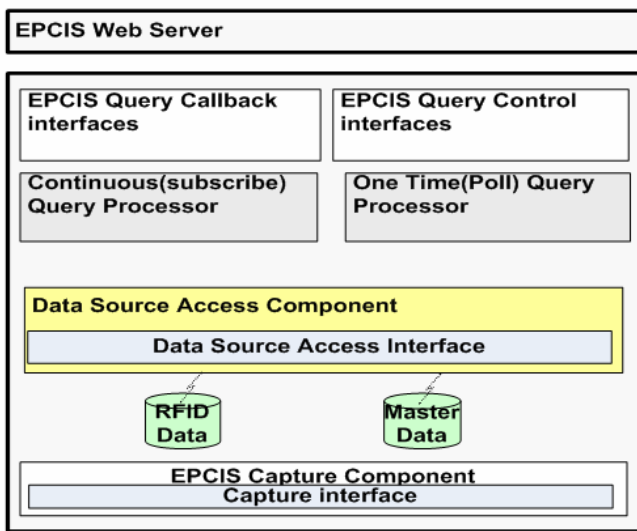 EPCIS Web Server
EPCIS Query Callback
interfaces
EPCIS Query Control
interfaces
Continuous(subscribe)
Query Processor
One Time(Poll) Query
Processor
Data Source Access Component
Data Source Access Interface
RFID
Data
Master
Data
EPCIS Capture Component
Capture interface